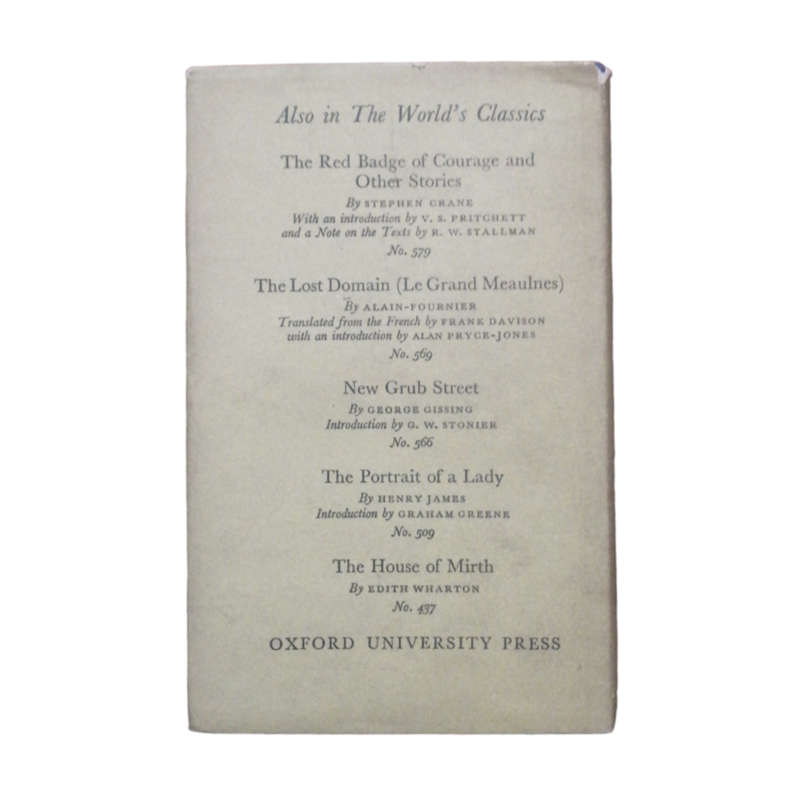 Also in The World's Classics
The Red Badge of Courage and
Other Stories
By STEPHEN CRANE
With an introduction by V. S. PRITCHETT
and a Note on the Texts by R. W. STALLMAN
No. 579
The Lost Domain (Le Grand Meaulnes)
By ALAIN-FOURNIER
Translated from the French by FRANK DAVISON
with an introduction by ALAN PRYCE-JONES
No. 569
New Grub Street
By GEORGE GISSING
Introduction by G. W. STONIER
No. 566
The Portrait of a Lady
By HENRY JAMES
Introduction by GRAHAM GREENE
No. 509
The House of Mirth
By EDITH WHARTON
No. 437
OXFORD UNIVERSITY PRESS